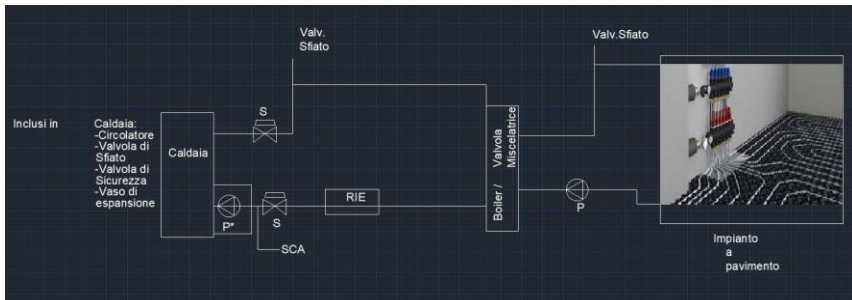 Valv.
Sfiato
Valv.Sfiato
Inclusi in
Caldaia:
-Circolatore
-Valvola di
Sfiato
-Valvola di
Sicurezza
-Vaso di
espansione
Caldaia
S
P*
S
SCA
RIE
Boiler / Valvola
Miscelatrice
P
Impianto
a
pavimento